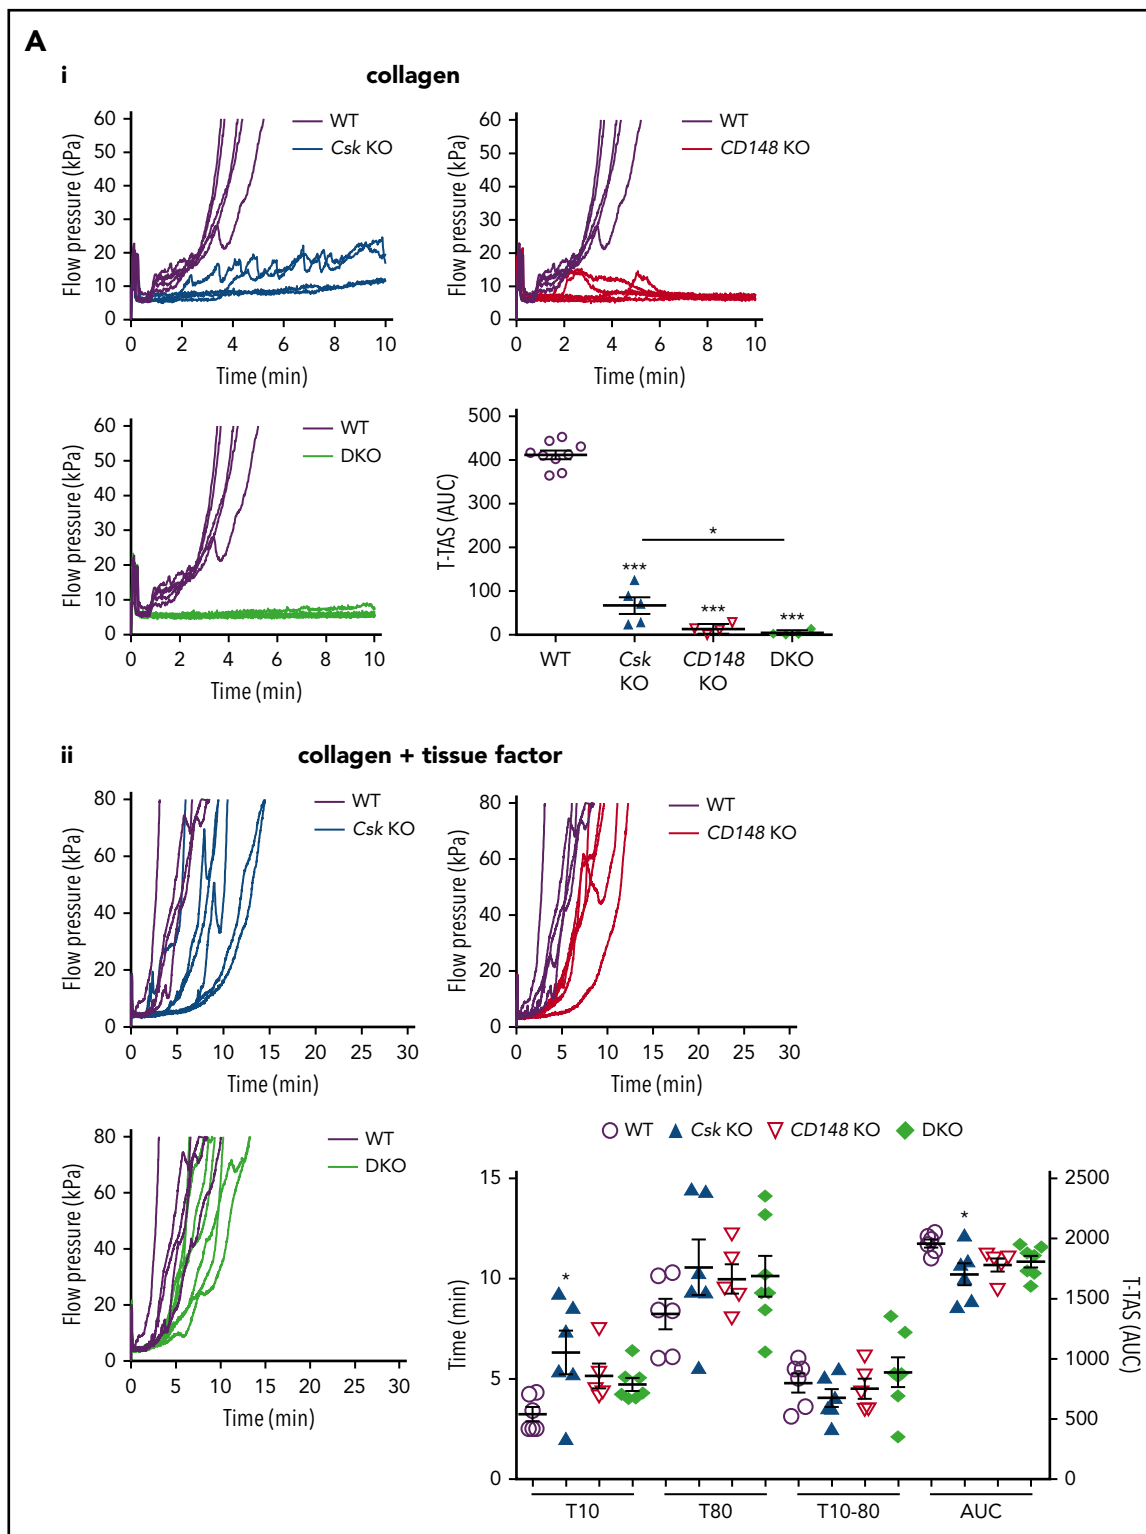 A
i collagen
60
50
40
30
20
10
0
Flow pressure (kPa)
WT
Csk KO
0 2 4 6 8 10
Time (min)
60
50
40
30
20
10
0
Flow pressure (kPa)
WT
CD148 KO
0 2 4 6 8 10
Time (min)
60
50
40
30
20
10
0
Flow pressure (kPa)
WT
DKO
0 2 4 6 8 10
Time (min)
500
400
300
200
100
0
T-TAS (AUC)
*
***
***
***
WT Csk KO CD148 KO DKO
ii collagen + tissue factor
80
60
40
20
0
Flow pressure (kPa)
WT
Csk KO
0 5 10 15 20 25 30
Time (min)
80
60
40
20
0
Flow pressure (kPa)
WT
CD148 KO
0 5 10 15 20 25 30
Time (min)
80
60
40
20
0
Flow pressure (kPa)
WT
DKO
0 5 10 15 20 25 30
Time (min)
WT Csk KO CD148 KO DKO
15
10
5
0
Time (min)
*
*
2500
2000
1500
1000
500
0
T-TAS (AUC)
T10 T80 T10-80 AUC